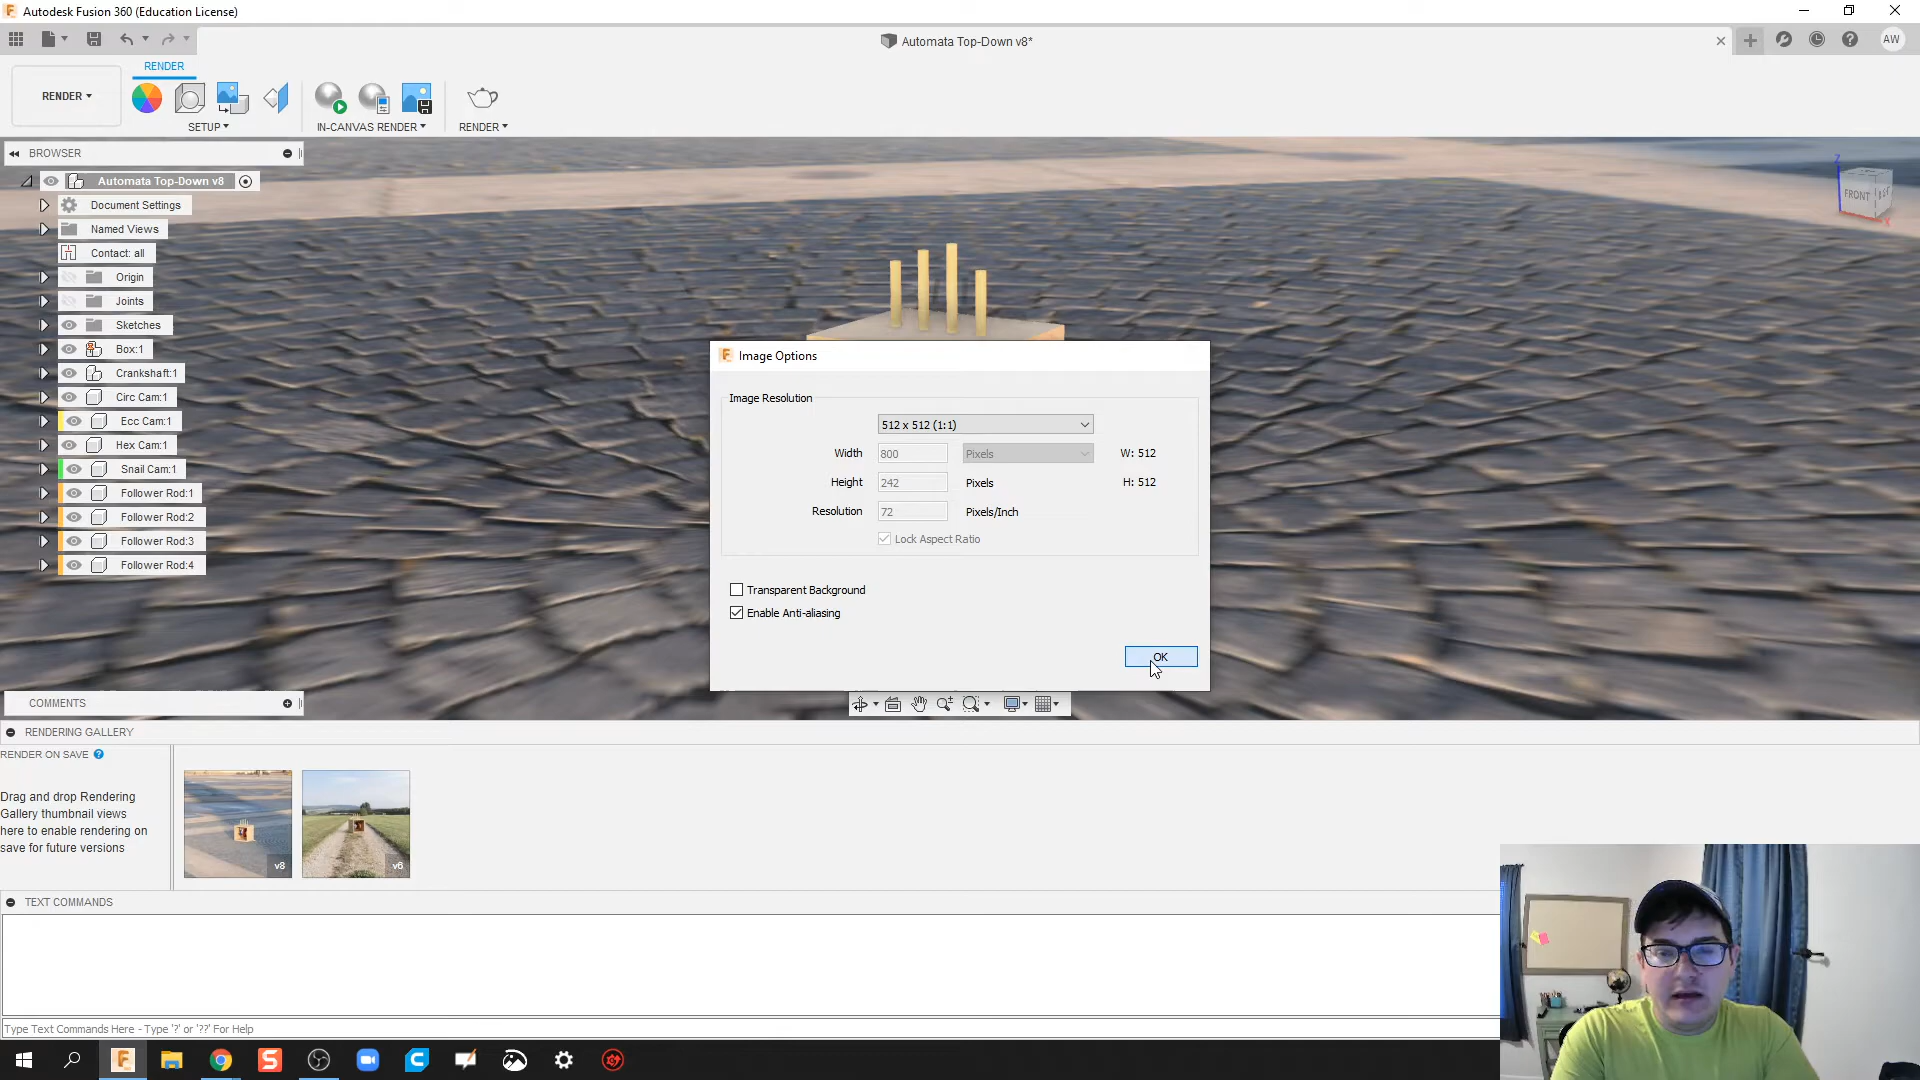 Autodesk Fusion 360 (Education License)
Automata Top-Down v8*
AW
RENDER
RENDER
SETUP
IN-CANVAS RENDER
RENDER
BROWSER
Automata Top-Down v8
Document Settings
Named Views
Contact: all
Origin
Joints
Sketches
Box:1
Crankshaft:1
Circ Cam:1
Ecc Cam:1
Hex Cam:1
Snail Cam:1
Follower Rod:1
Follower Rod:2
Follower Rod:3
Follower Rod:4
Z
FRONT
X
Image Options
Image Resolution
512 x 512 (1:1)
Width 800 Pixels W: 512
Height 242 Pixels H: 512
Resolution 72 Pixels/Inch
Lock Aspect Ratio
Transparent Background
Enable Anti-aliasing
OK
COMMENTS
RENDERING GALLERY
RENDER ON SAVE
Drag and drop Rendering
Gallery thumbnail views
here to enable rendering on
save for future versions
v8
v6
TEXT COMMANDS
Type Text Commands Here - Type '?' or '??' For Help